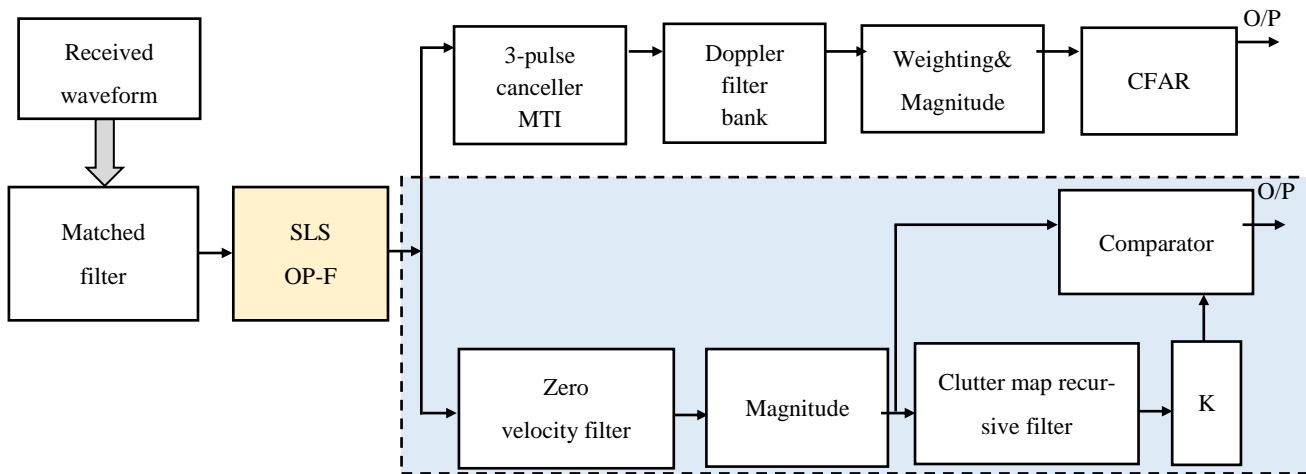 Received
waveform
3-pulse
canceller
MTI
Doppler
filter
bank
Weighting&
Magnitude
CFAR
O/P
Matched
filter
SLS
OP-F
Comparator
O/P
Zero
velocity filter
Magnitude
Clutter map recur-
sive filter
K